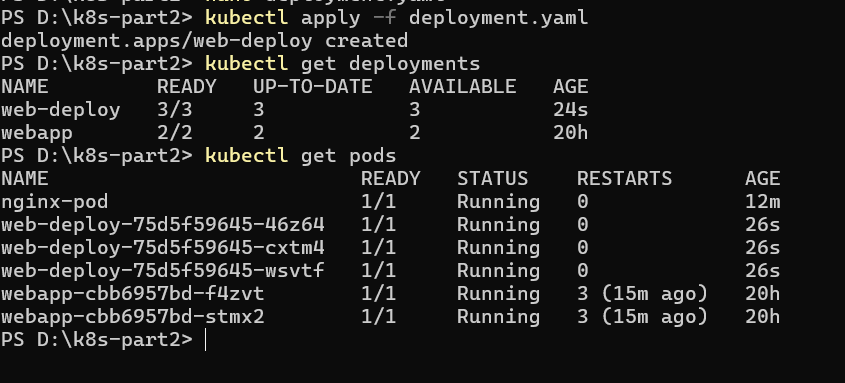 PS D:\k8s-part2> kubectl apply -f deployment.yaml
deployment.apps/web-deploy created
PS D:\k8s-part2> kubectl get deployments
NAME READY UP-TO-DATE AVAILABLE AGE
web-deploy 3/3 3 3 24s
webapp 2/2 2 2 20h
PS D:\k8s-part2> kubectl get pods
NAME READY STATUS RESTARTS AGE
nginx-pod 1/1 Running 0 12m
web-deploy-75d5f59645-46z64 1/1 Running 0 26s
web-deploy-75d5f59645-cxtm4 1/1 Running 0 26s
web-deploy-75d5f59645-wsvtf 1/1 Running 0 26s
webapp-cbb6957bd-f4zvt 1/1 Running 3 (15m ago) 20h
webapp-cbb6957bd-stmx2 1/1 Running 3 (15m ago) 20h
PS D:\k8s-part2>